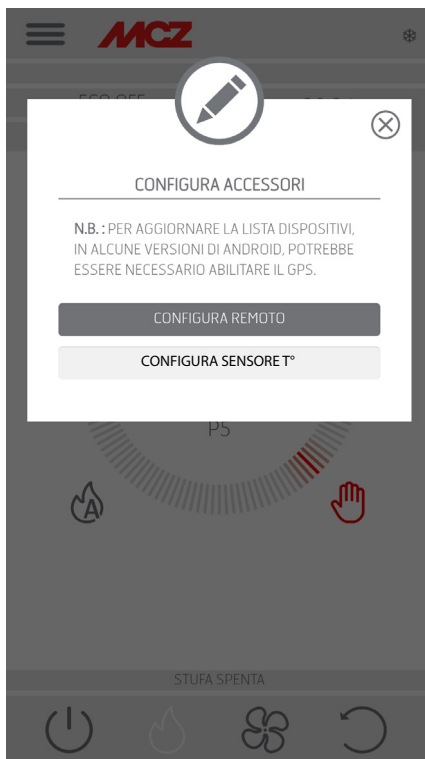 MCZ
CONFIGURA ACCESSORI
N.B. : PER AGGIORNARE LA LISTA DISPOSITIVI,
IN ALCUNE VERSIONI DI ANDROID, POTREBBE
ESSERE NECESSARIO ABILITARE IL GPS.
CONFIGURA REMOTO
CONFIGURA SENSORE T°
P5
A
STUFA SPENTA